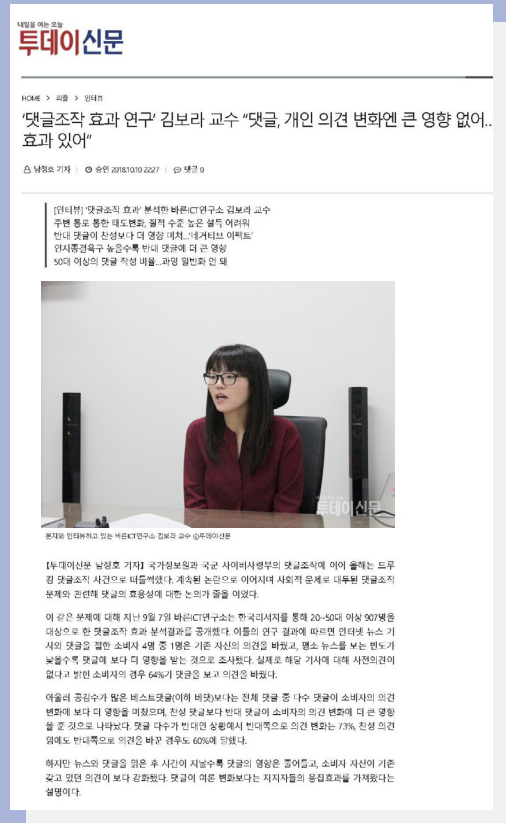 내일을 여는 오늘
투데이신문
HOME > 피플 > 인터뷰
'댓글조작 효과 연구' 김보라 교수 "댓글, 개인 의견 변화엔 큰 영향 없어..
효과 있어"
남정호 기자 | 승인 2018.10.10 22:27 | 댓글 0
[인터뷰] '댓글조작 효과' 분석한 바른ICT연구소 김보라 교수
주변 통로 통한 태도변화, 질적 수준 높은 설득 어려워
반대 댓글이 찬성보다 더 영향 미쳐…'네거티브 이펙트'
인지종결욕구 높을수록 반대 댓글에 더 큰 영향
50대 이상의 댓글 작성 비율…과잉 일반화 안 돼
투데이신문
본지와 인터뷰하고 있는 바른ICT연구소 김보라 교수 ©투데이신문
【투데이신문 남정호 기자】 국가정보원과 국군 사이버사령부의 댓글조작에 이어 올해는 드루
킹 댓글조작 사건으로 떠들썩했다. 계속된 논란으로 이어지며 사회적 문제로 대두된 댓글조작
문제와 관련해 댓글의 효용성에 대한 논의가 줄을 이었다.
이 같은 문제에 대해 지난 9월 7일 바른ICT연구소는 한국리서치를 통해 20~50대 이상 907명을
대상으로 한 댓글조작 효과 분석결과를 공개했다. 이들의 연구 결과에 따르면 인터넷 뉴스 기
사와 댓글을 접한 소비자 4명 중 1명은 기존 자신의 의견을 바꿨고, 평소 뉴스를 보는 빈도가
낮을수록 댓글에 보다 더 영향을 받는 것으로 조사됐다. 실제로 해당 기사에 대해 사전의견이
없다고 밝힌 소비자의 경우 64%가 댓글을 보고 의견을 바꿨다.
아울러 공감수가 많은 베스트댓글(이하 베댓)보다는 전체 댓글 중 다수 댓글이 소비자의 의견
변화에 보다 더 영향을 미쳤으며, 찬성 댓글보다 반대 댓글이 소비자의 의견 변화에 더 큰 영향
을 준 것으로 나타났다. 댓글 다수가 반대인 상황에서 반대쪽으로 의견 변화는 73%, 찬성 의견
임에도 반대쪽으로 의견을 바꾼 경우도 60%에 달했다.
하지만 뉴스와 댓글을 읽은 후 시간이 지날수록 댓글의 영향은 줄어들고, 소비자 자신이 기존
갖고 있던 의견이 보다 강화됐다. 댓글이 여론 변화보다는 지지자들의 응집효과를 가져왔다는
설명이다.